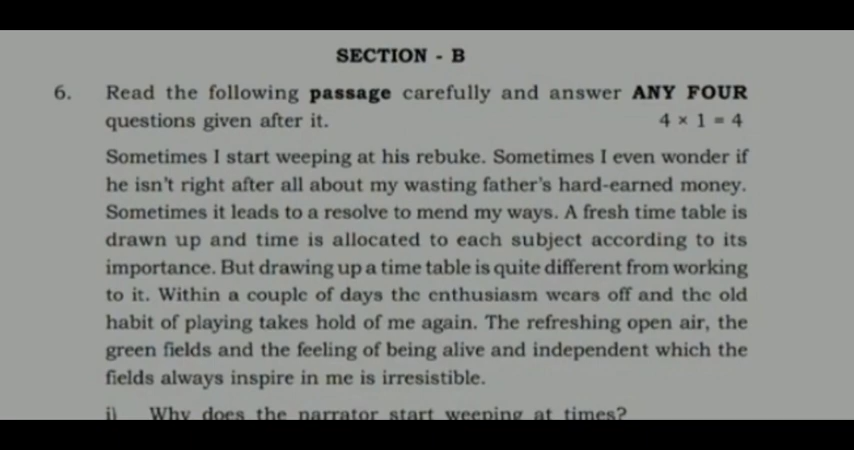 SECTION - B
6. Read the following passage carefully and answer ANY FOUR
questions given after it. 4 × 1 = 4
Sometimes I start weeping at his rebuke. Sometimes I even wonder if
he isn't right after all about my wasting father's hard-earned money.
Sometimes it leads to a resolve to mend my ways. A fresh time table is
drawn up and time is allocated to each subject according to its
importance. But drawing up a time table is quite different from working
to it. Within a couple of days the enthusiasm wears off and the old
habit of playing takes hold of me again. The refreshing open air, the
green fields and the feeling of being alive and independent which the
fields always inspire in me is irresistible.
i) Why does the narrator start weeping at times?